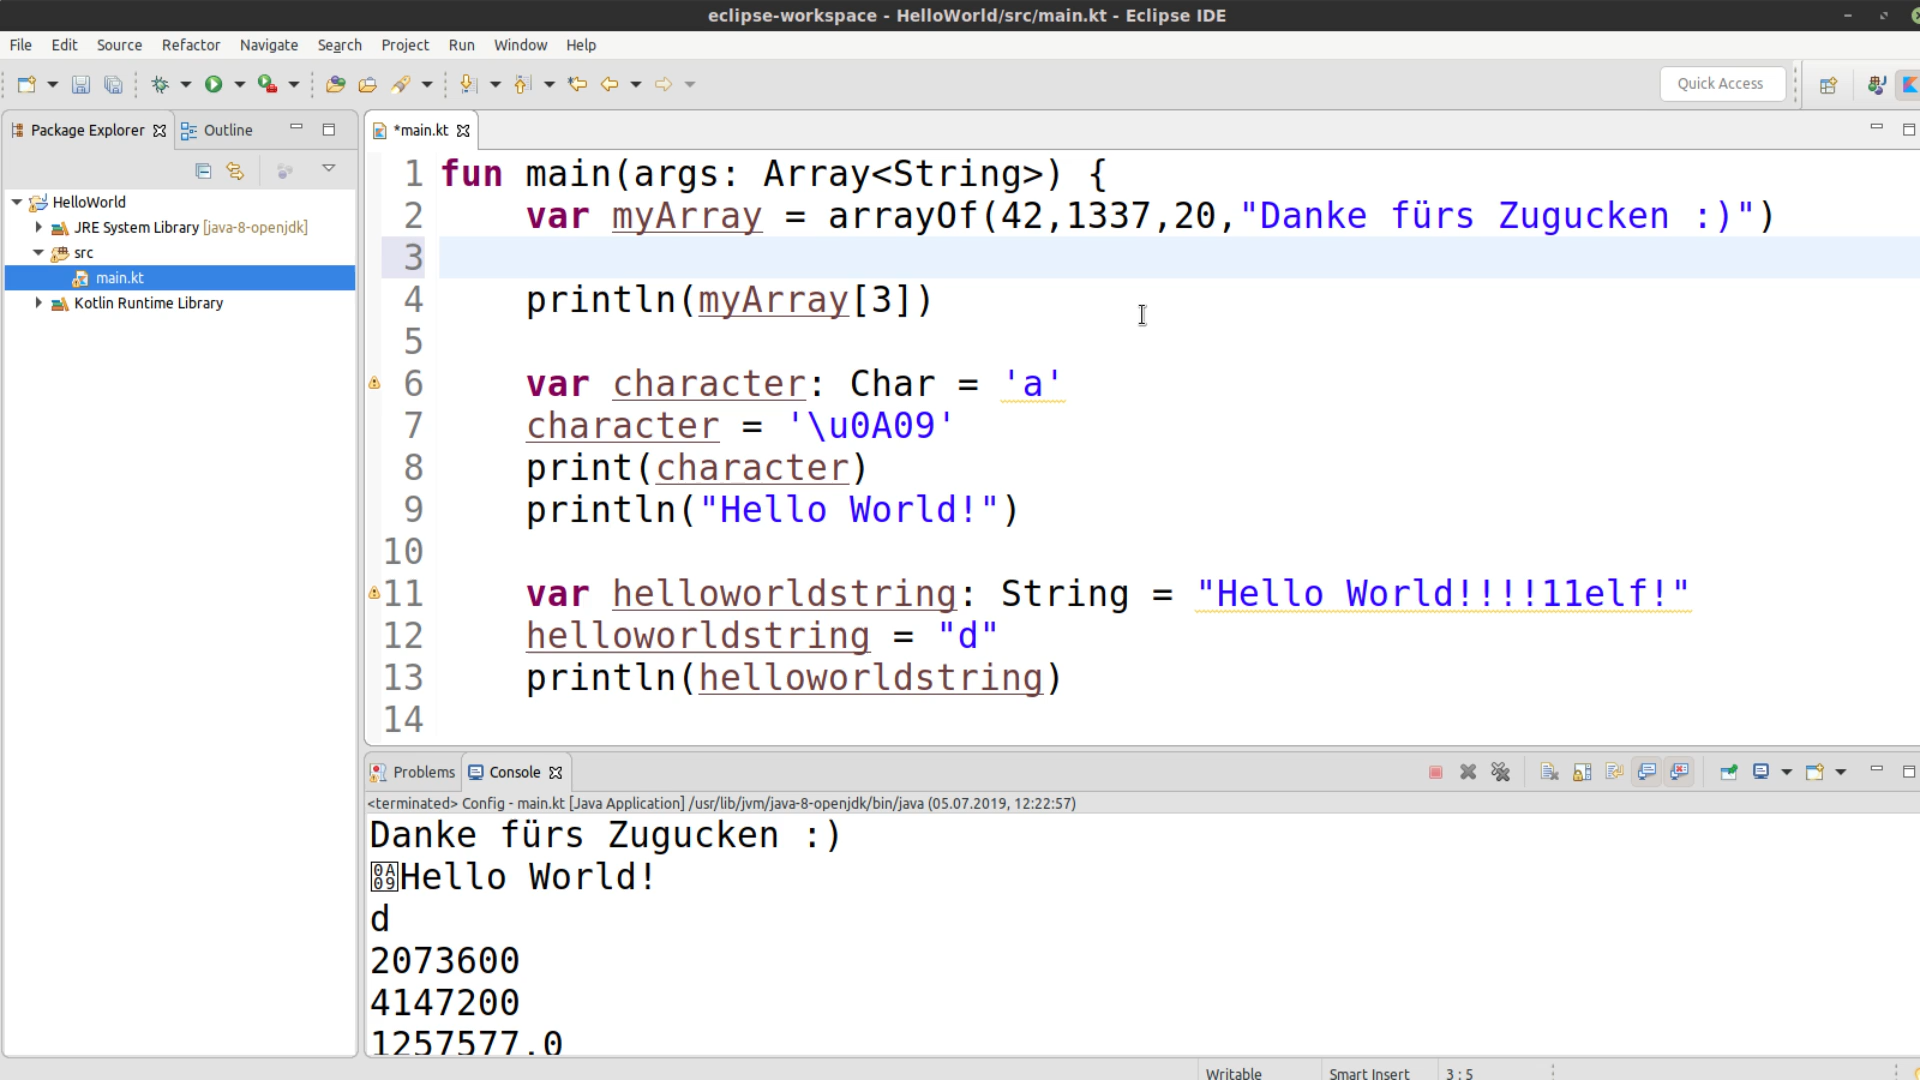 eclipse-workspace - HelloWorld/src/main.kt - Eclipse IDE
File Edit Source Refactor Navigate Search Project Run Window Help
Quick Access
Package Explorer Outline
*main.kt
HelloWorld
JRE System Library [java-8-openjdk]
src
main.kt
Kotlin Runtime Library
1 fun main(args: Array<String>) {
2 var myArray = arrayOf(42,1337,20,"Danke fürs Zugucken :)")
3
4 println(myArray[3])
5
6 var character: Char = 'a'
7 character = '\u0A09'
8 print(character)
9 println("Hello World!")
10
11 var helloworldstring: String = "Hello World!!!!11elf!"
12 helloworldstring = "d"
13 println(helloworldstring)
14
Problems Console
<terminated> Config - main.kt [Java Application] /usr/lib/jvm/java-8-openjdk/bin/java (05.07.2019, 12:22:57)
Danke fürs Zugucken :)
ਉHello World!
d
2073600
4147200
1257577.0
Writable Smart Insert 3 : 5